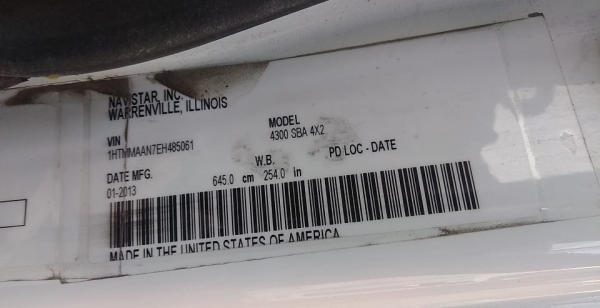 NAVISTAR, INC.
WARRENVILLE, ILLINOIS
VIN MODEL
1HTMMAAN7EH485061 4300 SBA 4X2
DATE MFG. W.B. PD LOC - DATE
01-2013 645.0 cm 254.0 in
MADE IN THE UNITED STATES OF AMERICA